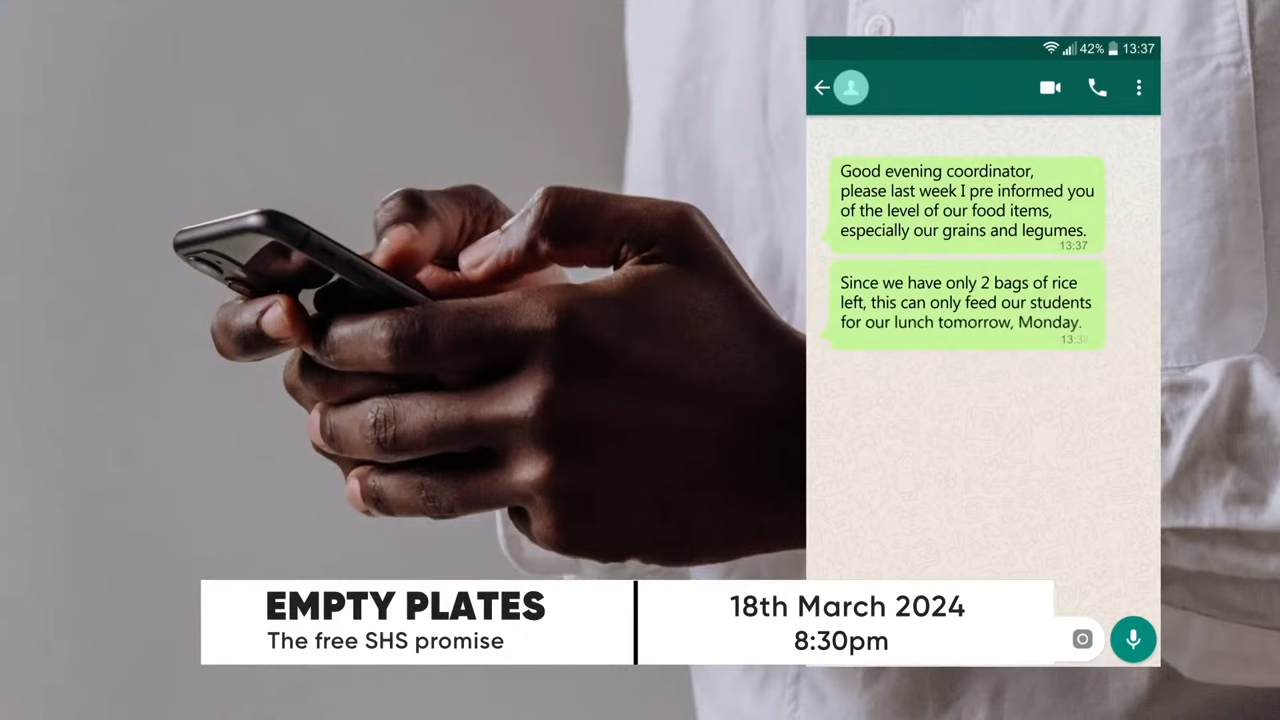 42% 13:37
Good evening coordinator,
please last week I pre informed you
of the level of our food items,
especially our grains and legumes.
13:37
Since we have only 2 bags of rice
left, this can only feed our students
for our lunch tomorrow, Monday.
13:38
EMPTY PLATES
The free SHS promise
18th March 2024
8:30pm